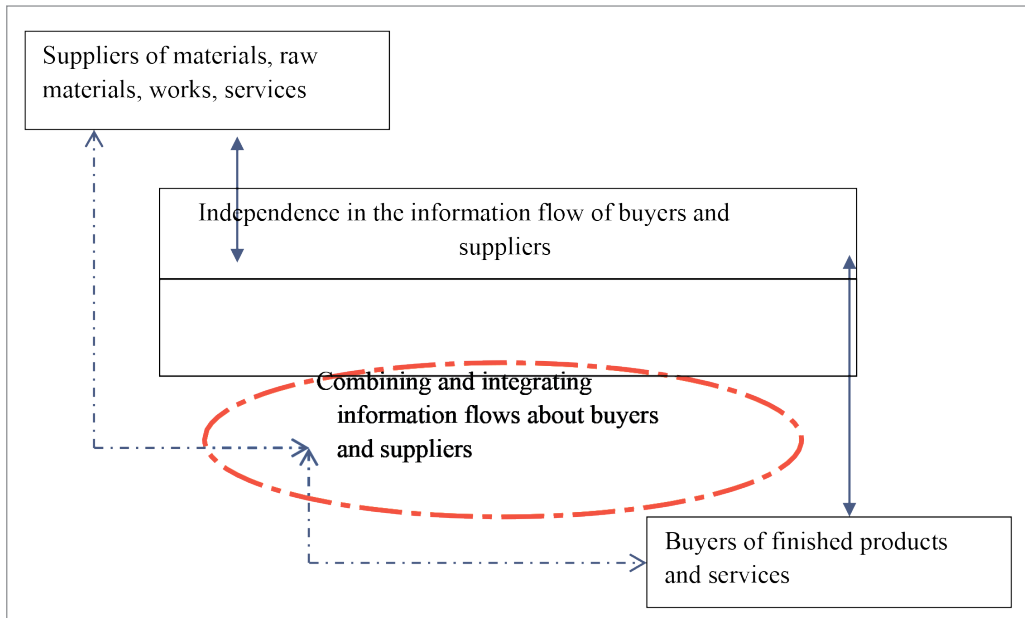 Suppliers of materials, raw
materials, works, services
Independence in the information flow of buyers and
suppliers
Combining and integrating
information flows about buyers
and suppliers
Buyers of finished products
and services